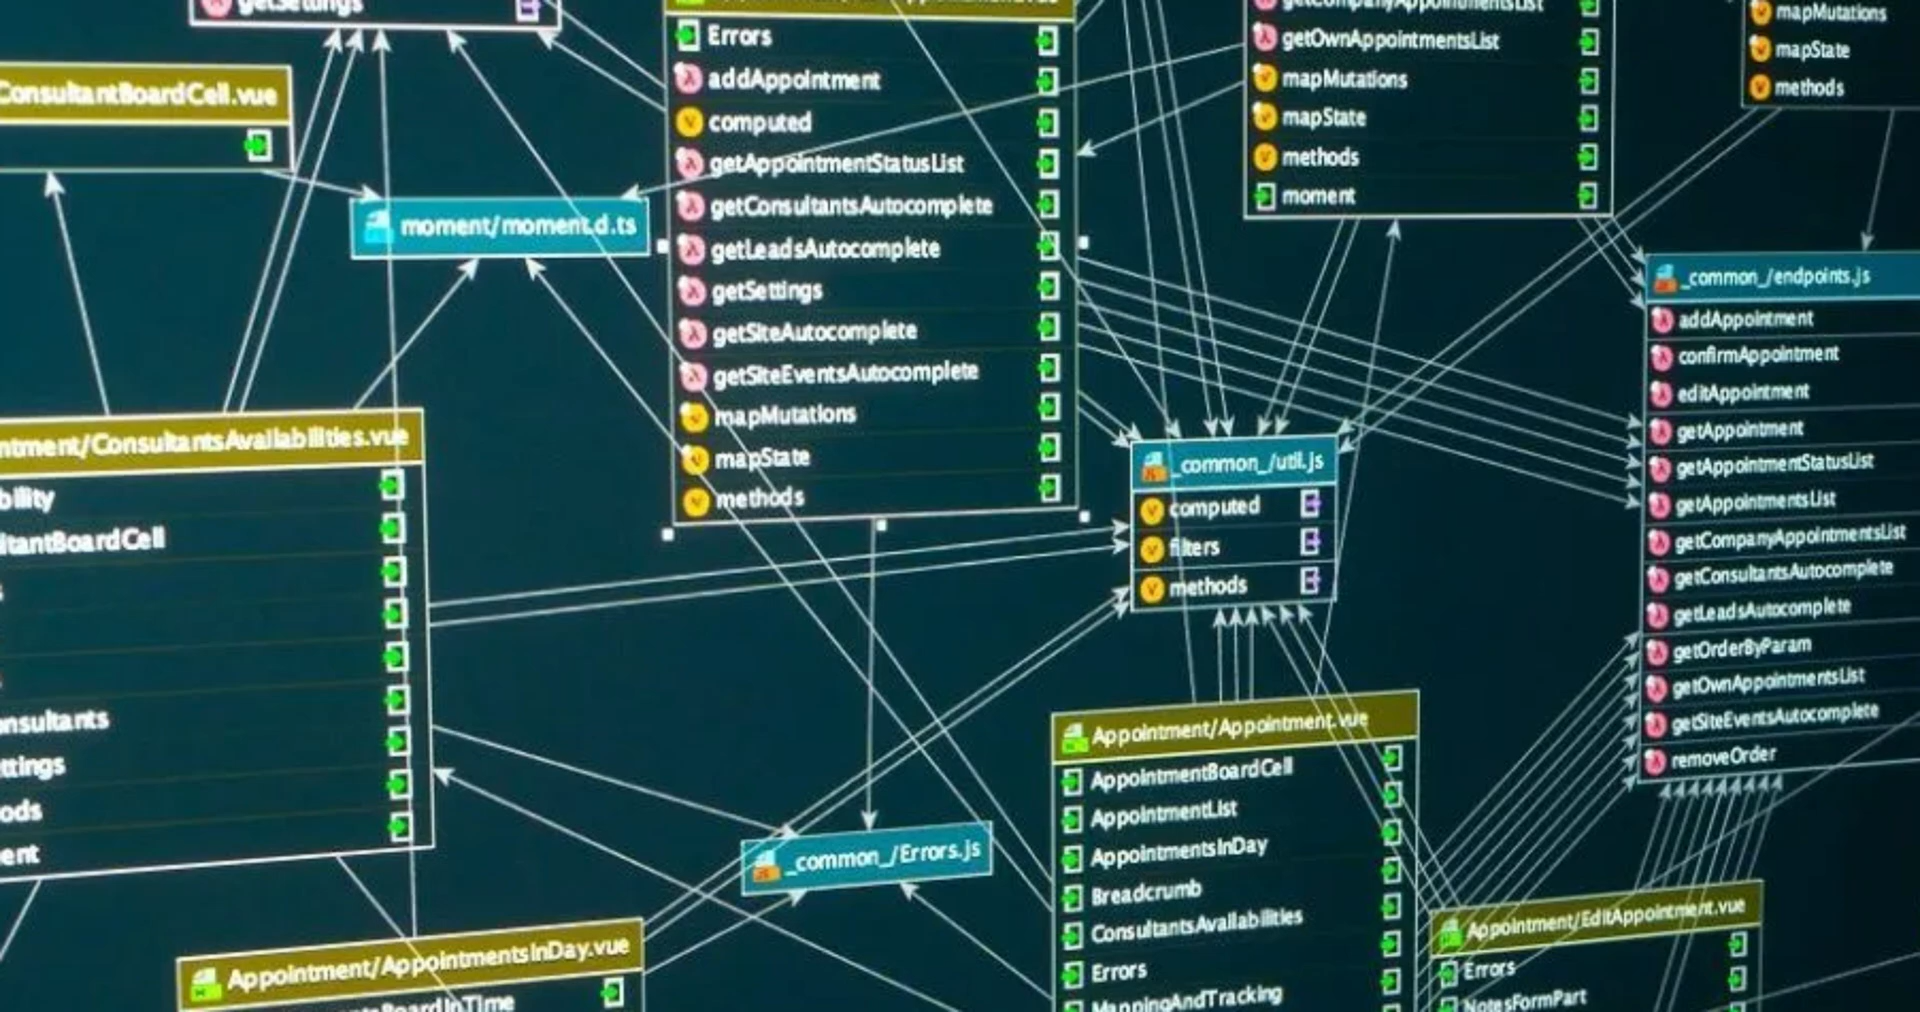 getSettings
ConsultantBoardCell.vue
moment/moment.d.ts
Errors
addAppointment
computed
getAppointmentStatusList
getConsultantsAutocomplete
getLeadsAutocomplete
getSettings
getSiteAutocomplete
getSiteEventsAutocomplete
mapMutations
mapState
methods
getCompanyAppointmentsList
getOwnAppointmentsList
mapMutations
mapState
methods
moment
mapMutations
mapState
methods
_common_/endpoints.js
addAppointment
confirmAppointment
editAppointment
getAppointment
getAppointmentStatusList
getAppointmentsList
getCompanyAppointmentsList
getConsultantsAutocomplete
getLeadsAutocomplete
getOrderByParam
getOwnAppointmentsList
getSiteEventsAutocomplete
removeOrder
_common_/util.js
computed
filters
methods
ntment/ConsultantsAvailabilities.vue
bility
ltantBoardCell
onsultants
ttings
ods
ent
_common_/Errors.js
Appointment/AppointmentsInDay.vue
entsBoardInTime
Appointment/Appointment.vue
AppointmentBoardCell
AppointmentList
AppointmentsInDay
Breadcrumb
ConsultantsAvailabilities
Errors
MappingAndTracking
Appointment/EditAppointment.vue
Errors
NotesFormPart